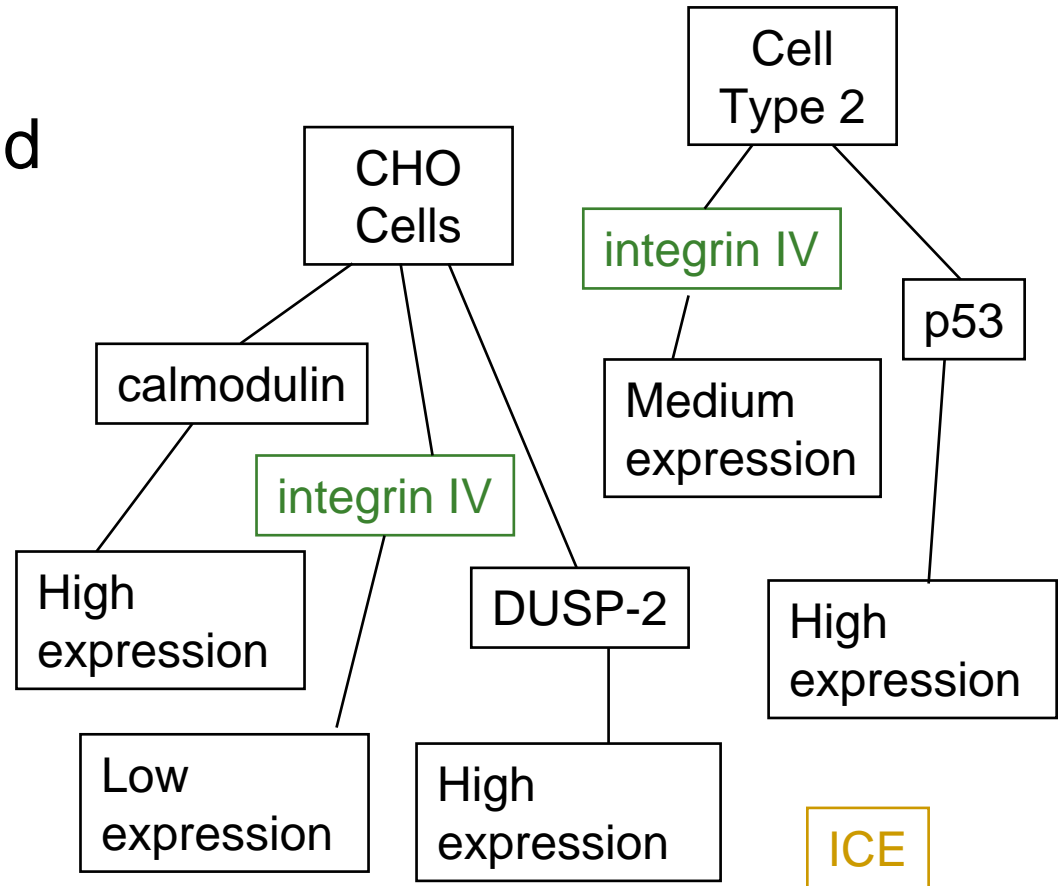 d
CHO
Cells
calmodulin
High
expression
integrin IV
Low
expression
DUSP-2
High
expression
Cell
Type 2
integrin IV
Medium
expression
p53
High
expression
ICE